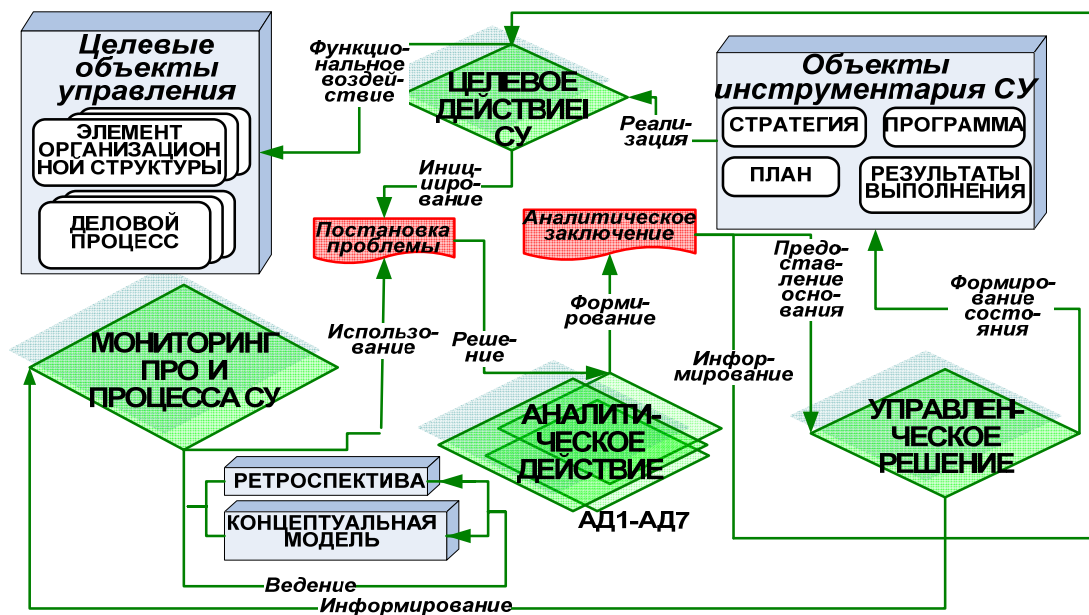 Целевые
объекты
управления
ЭЛЕМЕНТ
ОРГАНИЗАЦИОН
НОЙ СТРУКТУРЫ
ДЕЛОВОЙ
ПРОЦЕСС
Функцио-
нальное
воздей-
ствие
ЦЕЛЕВОЕ
ДЕЙСТВИЕI
СУ
Реали-
зация
Объекты
инструментария СУ
СТРАТЕГИЯ
ПРОГРАММА
ПЛАН
РЕЗУЛЬТАТЫ
ВЫПОЛНЕНИЯ
Иниц-
иирo-
вание
Постановка
проблемы
Аналитическое
заключение
Предо-
став-
ление
осно-
вания
Формиро-
вание
состо-
яния
МОНИТОРИНГ
ПРО И
ПРОЦЕССА СУ
Использо-
вание
Реше-
ние
Форми-
рование
Инфор-
мирование
АНАЛИТИ-
ЧЕСКОЕ
ДЕЙСТВИЕ
АД1-АД7
УПРАВЛЕН-
ЧЕСКОЕ
РЕШЕНИЕ
РЕТРОСПЕКТИВА
КОНЦЕПТУАЛЬНАЯ
МОДЕЛЬ
Ведение
Информирование